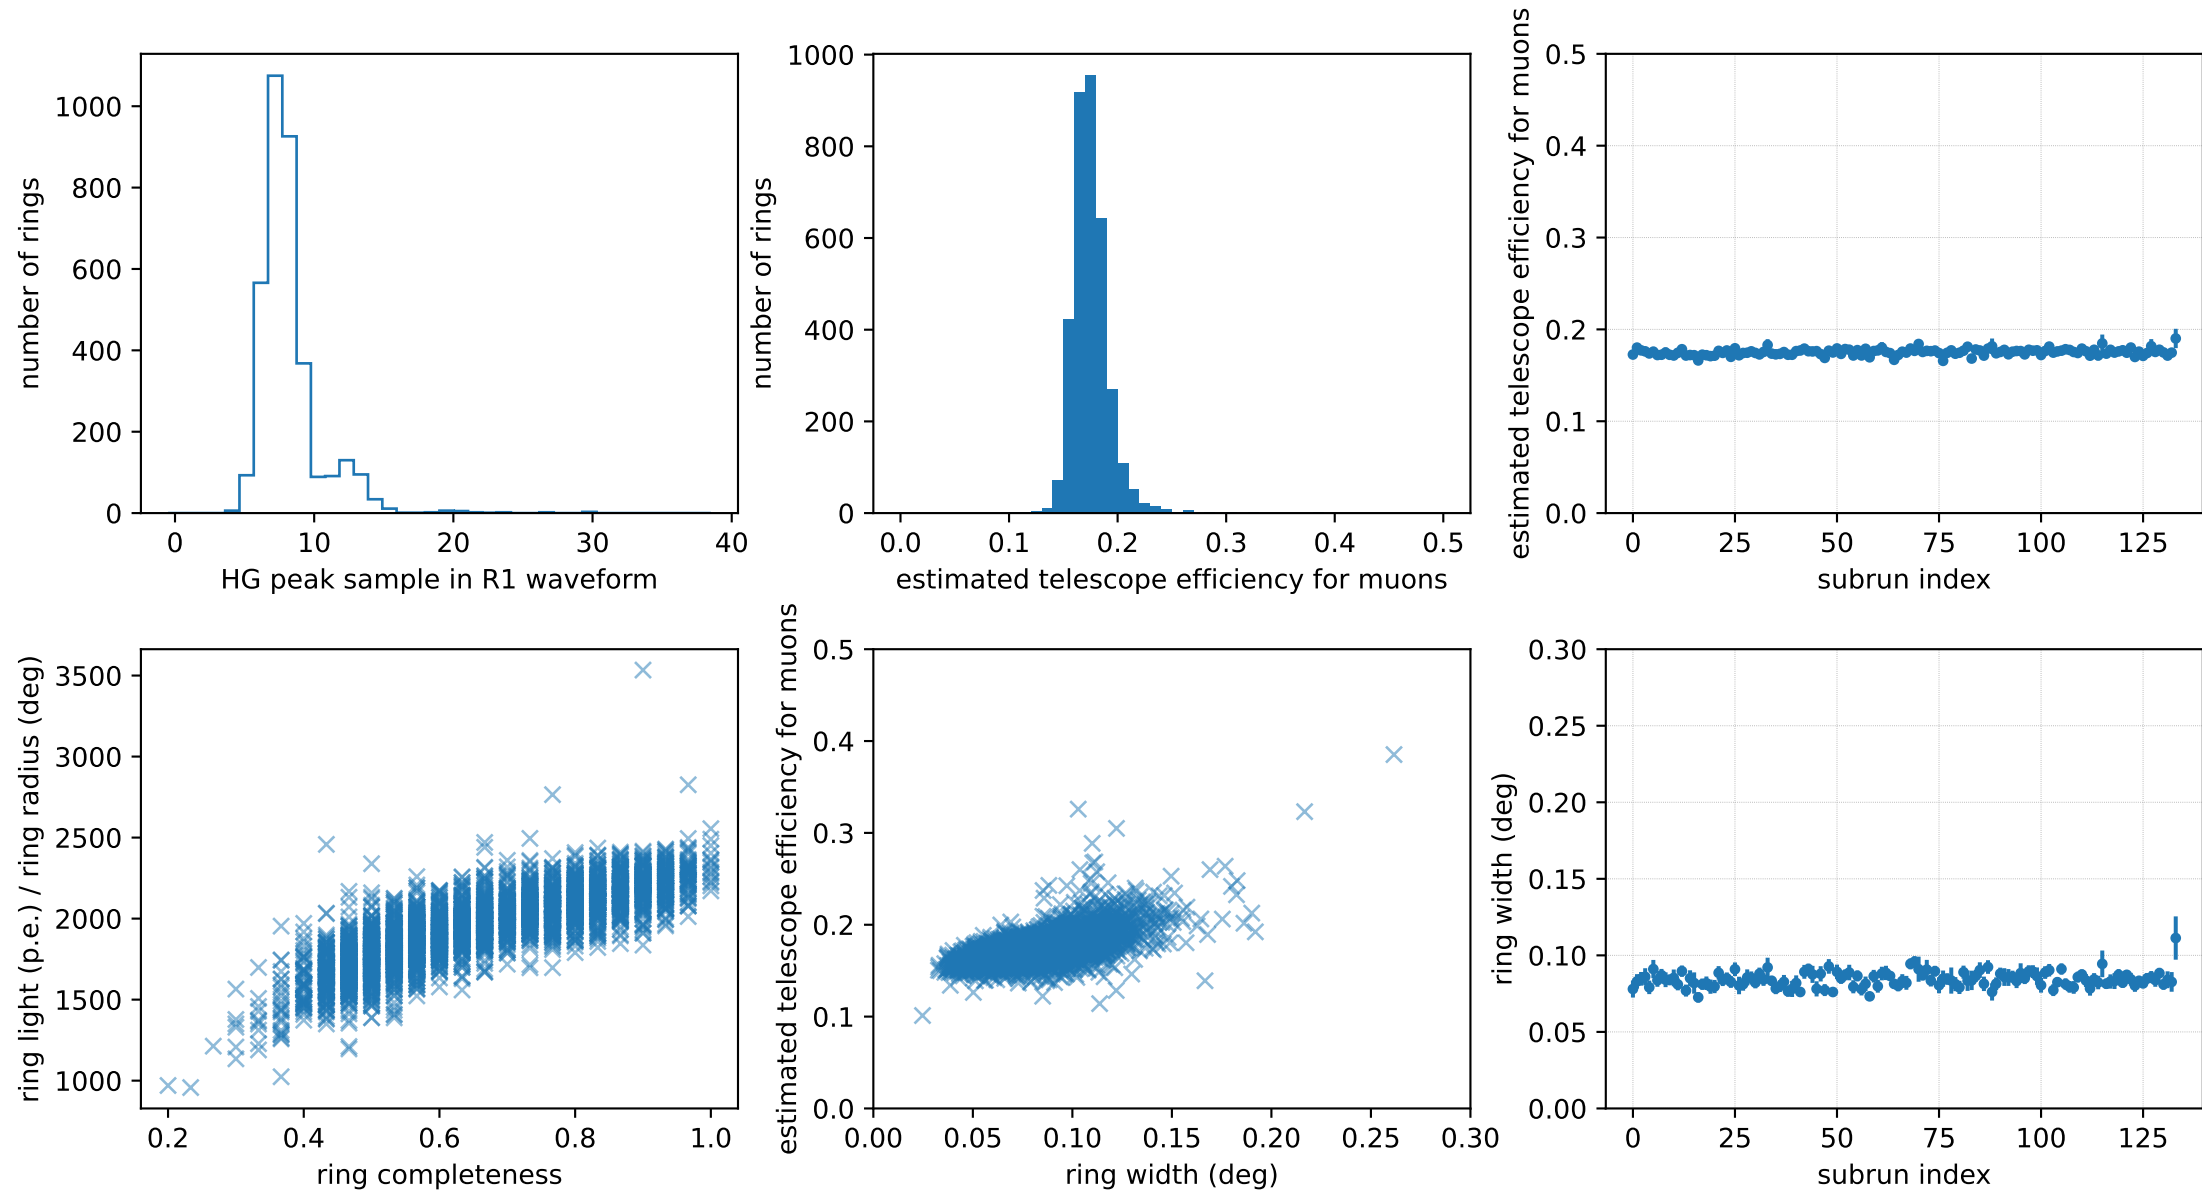 number of rings
1000
800
600
400
200
0
0 10 20 30 40
HG peak sample in R1 waveform
number of rings
1000
800
600
400
200
0
0.0 0.1 0.2 0.3 0.4 0.5
estimated telescope efficiency for muons
estimated telescope efficiency for muons
0.5
0.4
0.3
0.2
0.1
0.0
0 25 50 75 100 125
subrun index
ring light (p.e.) / ring radius (deg)
3500
3000
2500
2000
1500
1000
0.2 0.4 0.6 0.8 1.0
ring completeness
estimated telescope efficiency for muons
0.5
0.4
0.3
0.2
0.1
0.0
0.00 0.05 0.10 0.15 0.20 0.25 0.30
ring width (deg)
ring width (deg)
0.30
0.25
0.20
0.15
0.10
0.05
0.00
0 25 50 75 100 125
subrun index